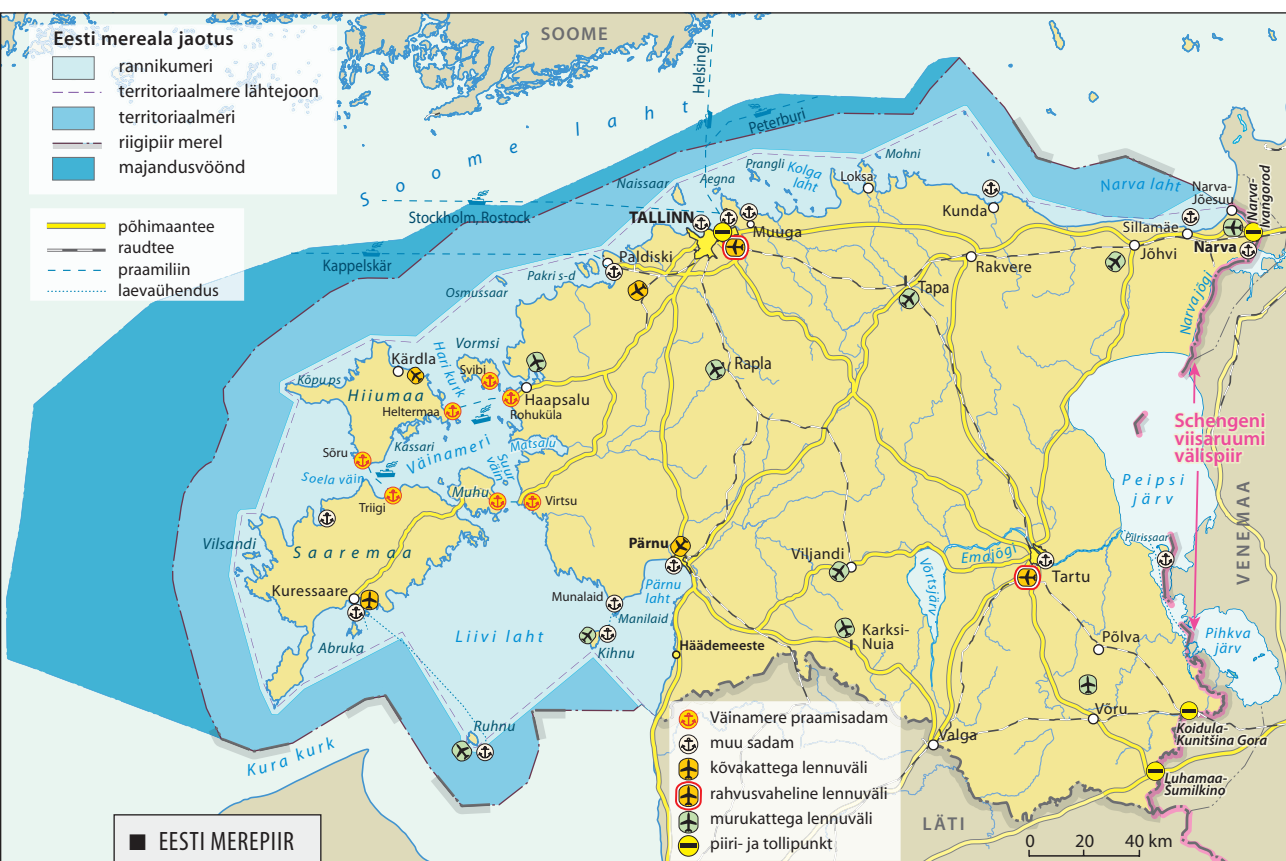 Eesti mereala jaotus
rannikumeri
territoriaalmere lähtejoon
territoriaalmeri
riigipiir merel
majandusvöönd
põhimaantee
raudtee
praamiliin
laevaühendus
SOOME
Helsingi
Soome laht
Peterburi
Stockholm, Rostock
Kappelskär
Naissaar
Aegna
Prangli
Kolga
laht
Mohni
Loksa
Kunda
Narva laht
Narva-
Jõesuu
Narva-
Ivangorod
TALLINN
Muuga
Sillamäe
Narva
Jõhvi
Paldiski
Pakri s-d
Rakvere
Osmussaar
Tapa
Narva jõgi
Vormsi
Hari kurk
Sviby
Kärdla
Kõpu ps
Hiiumaa
Heltermaa
Haapsalu
Rohuküla
Rapla
Schengeni
viisaruumi
välispiir
Kassari
Väinameri
Matsalu
Sõru
Soela väin
Suur
väin
Triigi
Muhu
Virtsu
Peipsi
järv
VENEMAA
Vilsandi
Saaremaa
Pärnu
Viljandi
Emajõgi
Piirissaar
Võrtsjärv
Tartu
Kuressaare
Pärnu
laht
Munalaid
Manilaid
Abruka
Liivi laht
Kihnu
Häädemeeste
Karksi-
Nuia
Põlva
Pihkva
järv
Ruhnu
Võru
Koidula-
Kunitšina Gora
Valga
Luhamaa-
Šumilkino
Kura kurk
Väinamere praamisadam
muu sadam
kõvakattega lennuväli
rahvusvaheline lennuväli
murukattega lennuväli
piiri- ja tollipunkt
LÄTI
0 20 40 km
■ EESTI MEREPIIR